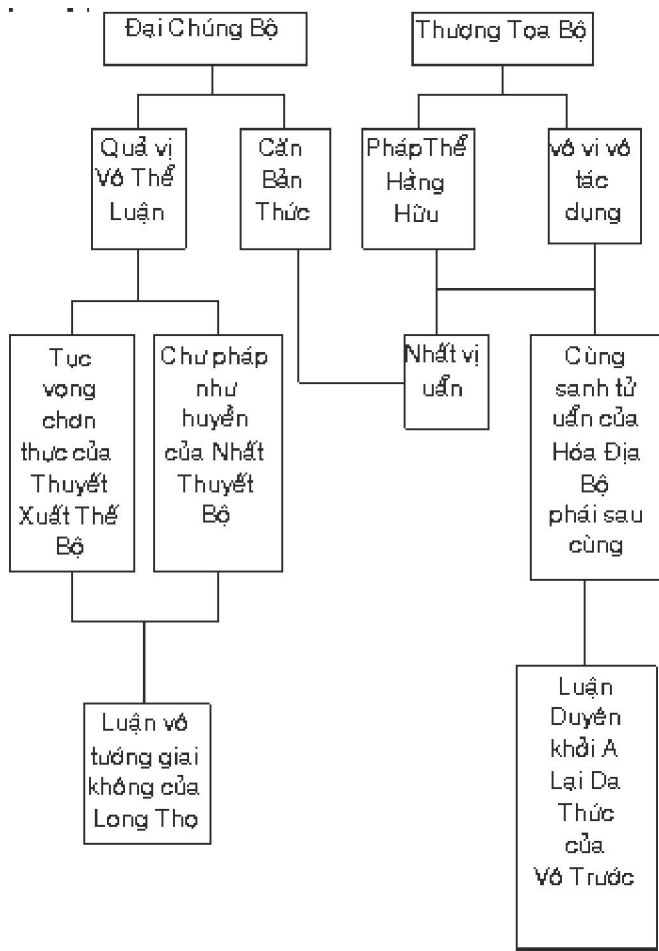 Đại Chúng Bộ
Thượng Tọa Bộ
Quả vị
Vô Thể
Luận
Căn
Bản
Thức
Pháp Thể
Hằng
Hữu
vô vi vô
tác
dụng
Tục
vọng
chơn
thực của
Thuyết
Xuất Thế
Bộ
Chư pháp
như
huyển
của Nhất
Thuyết
Bộ
Nhất vị
uẩn
Cùng
sanh tử
uẩn của
Hóa Địa
Bộ
phái sau
cùng
Luận vô
tướng giai
không của
Long Thọ
Luận
Duyên
khởi A
Lại Da
Thức
của
Vô Trước